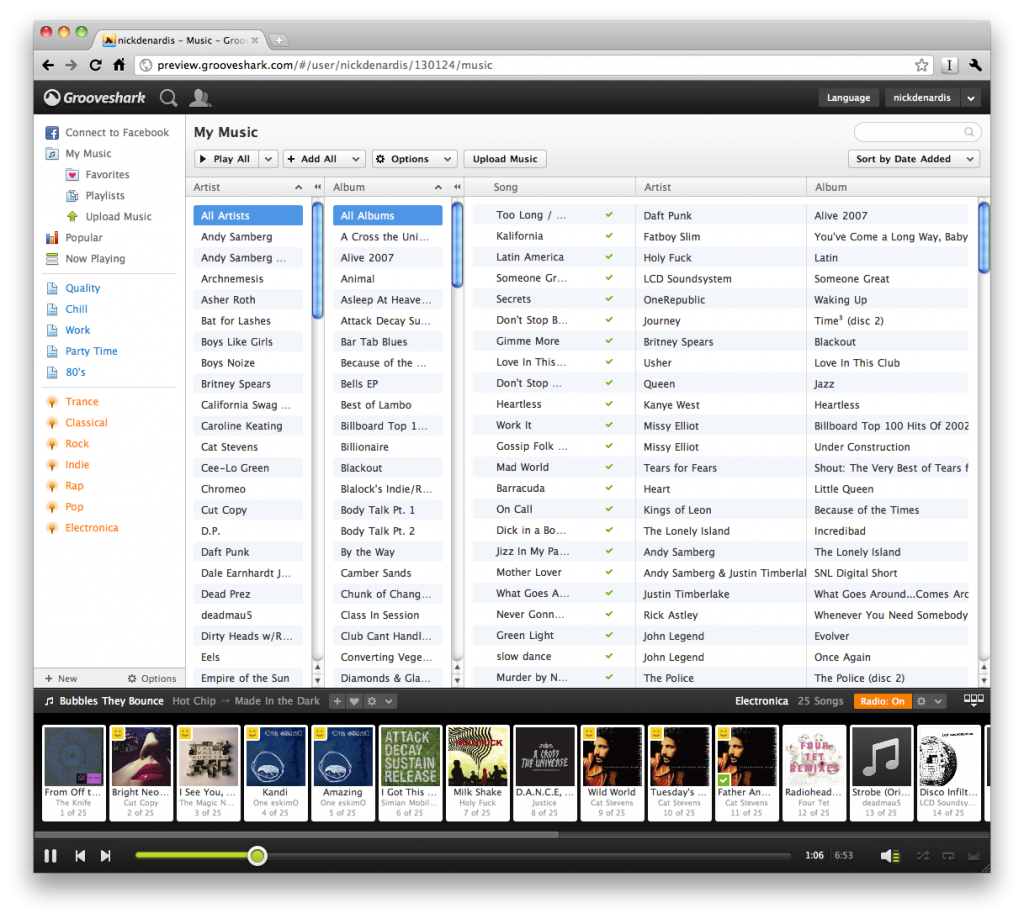 nickdenardis – Music – Groo
preview.grooveshark.com/#/user/nickdenardis/130124/music
Grooveshark
Language
nickdenardis
Connect to Facebook
My Music
Favorites
Playlists
Upload Music
Popular
Now Playing
Quality
Chill
Work
Party Time
80's
Trance
Classical
Rock
Indie
Rap
Pop
Electronica
+ New
Options
My Music
Play All
+ Add All
Options
Upload Music
Sort by Date Added
Artist
All Artists
Andy Samberg
Andy Samberg ...
Archnemesis
Asher Roth
Bat for Lashes
Boys Like Girls
Boys Noize
Britney Spears
California Swag ...
Caroline Keating
Cat Stevens
Cee-Lo Green
Chromeo
Cut Copy
D.P.
Daft Punk
Dale Earnhardt J...
Dead Prez
deadmau5
Dirty Heads w/R...
Eels
Empire of the Sun
Album
All Albums
A Cross the Uni...
Alive 2007
Animal
Asleep At Heave...
Attack Decay Su...
Bar Tab Blues
Because of the ...
Bells EP
Best of Lambo
Billboard Top 1...
Billionaire
Blackout
Blalock's Indie/R...
Body Talk Pt. 1
Body Talk Pt. 2
By the Way
Camber Sands
Chunk of Chang...
Class In Session
Club Cant Handl...
Converting Vege...
Diamonds & Gla...
Song Artist Album
Too Long / ... Daft Punk Alive 2007
Kalifornia Fatboy Slim You've Come a Long Way, Baby
Latin America Holy Fuck Latin
Someone Gr... LCD Soundsystem Someone Great
Secrets OneRepublic Waking Up
Don't Stop B... Journey Time³ (disc 2)
Gimme More Britney Spears Blackout
Love In This... Usher Love In This Club
Don't Stop ... Queen Jazz
Heartless Kanye West Heartless
Work It Missy Elliot Billboard Top 100 Hits Of 2002
Gossip Folk ... Missy Elliot Under Construction
Mad World Tears for Fears Shout: The Very Best of Tears f
Barracuda Heart Little Queen
On Call Kings of Leon Because of the Times
Dick in a Bo... The Lonely Island Incredibad
Jizz In My Pa... Andy Samberg The Lonely Island
Mother Lover Andy Samberg & Justin Timberlal SNL Digital Short
What Goes A... Justin Timberlake What Goes Around...Comes Arc
Never Gonn... Rick Astley Whenever You Need Somebody
Green Light John Legend Evolver
slow dance John Legend Once Again
Murder by N... The Police The Police (disc 2)
Bubbles They Bounce Hot Chip → Made in the Dark
Electronica 25 Songs Radio: On
ATTACK DECAY SUSTAIN RELEASE
HOLY FUCK
A CROSS THE UNIVERSE
FOUR TET REMIXES
From Off t...
The Knife
1 of 25
Bright Neo...
Cut Copy
2 of 25
I See You, ...
The Magic N...
3 of 25
Kandi
One eskimO
4 of 25
Amazing
One eskimO
5 of 25
I Got This ...
Simian Mobil...
6 of 25
Milk Shake
Holy Fuck
7 of 25
D.A.N.C.E, ...
Justice
8 of 25
Wild World
Cat Stevens
9 of 25
Tuesday's ...
Cat Stevens
10 of 25
Father An...
Cat Stevens
11 of 25
Radiohead...
Four Tet
12 of 25
Strobe (Ori...
deadmau5
13 of 25
Disco Infilt...
LCD Soundsy...
14 of 25
1:06 6:53